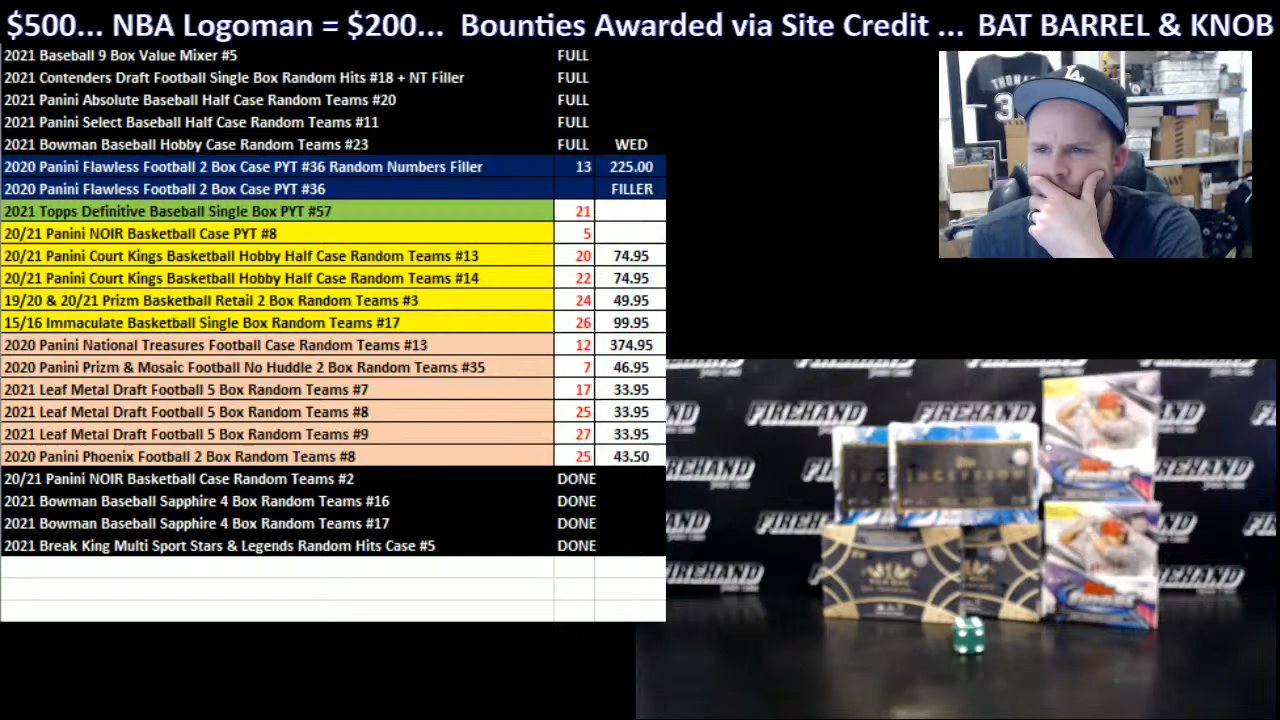 $500... NBA Logoman = $200... Bounties Awarded via Site Credit ... BAT BARREL & KNOB
2021 Baseball 9 Box Value Mixer #5 FULL
2021 Contenders Draft Football Single Box Random Hits #18 + NT Filler FULL
2021 Panini Absolute Baseball Half Case Random Teams #20 FULL
2021 Panini Select Baseball Half Case Random Teams #11 FULL
2021 Bowman Baseball Hobby Case Random Teams #23 FULL WED
2020 Panini Flawless Football 2 Box Case PYT #36 Random Numbers Filler 13 225.00
2020 Panini Flawless Football 2 Box Case PYT #36 FILLER
2021 Topps Definitive Baseball Single Box PYT #57 21
20/21 Panini NOIR Basketball Case PYT #8 5
20/21 Panini Court Kings Basketball Hobby Half Case Random Teams #13 20 74.95
20/21 Panini Court Kings Basketball Hobby Half Case Random Teams #14 22 74.95
19/20 & 20/21 Prizm Basketball Retail 2 Box Random Teams #3 24 49.95
15/16 Immaculate Basketball Single Box Random Teams #17 26 99.95
2020 Panini National Treasures Football Case Random Teams #13 12 374.95
2020 Panini Prizm & Mosaic Football No Huddle 2 Box Random Teams #35 7 46.95
2021 Leaf Metal Draft Football 5 Box Random Teams #7 17 33.95
2021 Leaf Metal Draft Football 5 Box Random Teams #8 25 33.95
2021 Leaf Metal Draft Football 5 Box Random Teams #9 27 33.95
2020 Panini Phoenix Football 2 Box Random Teams #8 25 43.50
20/21 Panini NOIR Basketball Case Random Teams #2 DONE
2021 Bowman Baseball Sapphire 4 Box Random Teams #16 DONE
2021 Bowman Baseball Sapphire 4 Box Random Teams #17 DONE
2021 Break King Multi Sport Stars & Legends Random Hits Case #5 DONE
THOMAS
LA
FIREHAND
FIREHAND
FIREHAND
INCEPTION
FIREHAND
FIREHAND